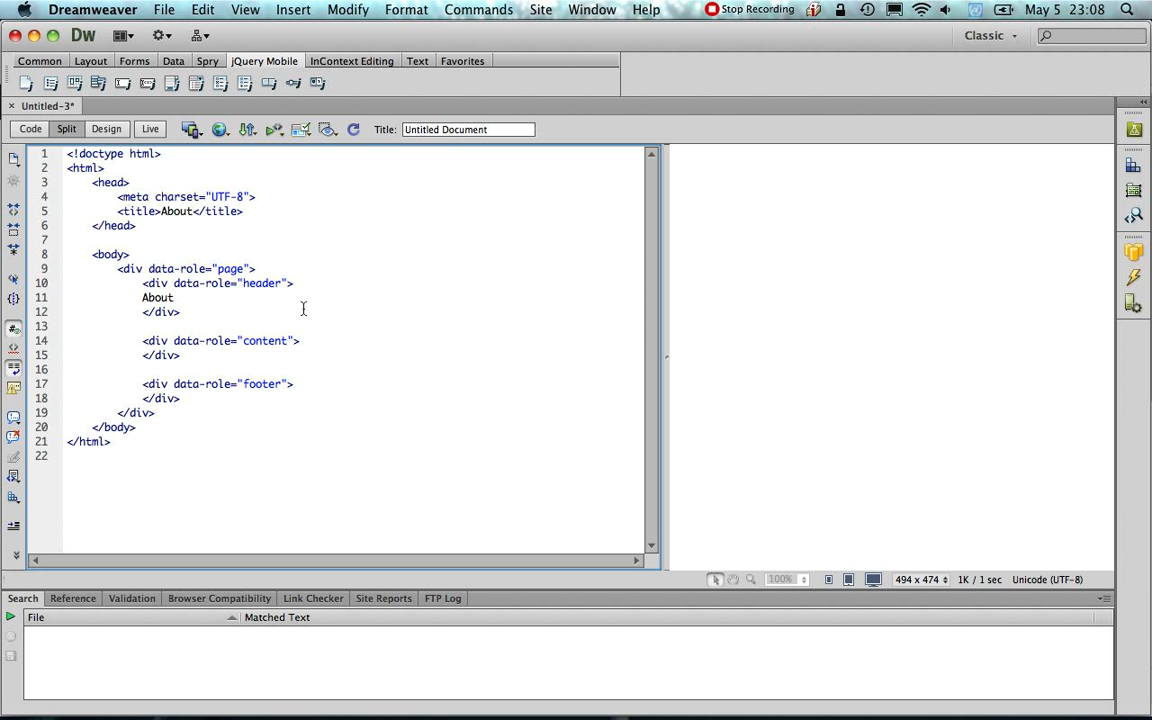 Dreamweaver File Edit View Insert Modify Format Commands Site Window Help Stop Recording May 5 23:08
Dw Classic
Common Layout Forms Data Spry jQuery Mobile InContext Editing Text Favorites
Untitled-3*
Code Split Design Live Title: Untitled Document
1 <!doctype html>
2 <html>
3 <head>
4 <meta charset="UTF-8">
5 <title>About</title>
6 </head>
7
8 <body>
9 <div data-role="page">
10 <div data-role="header">
11 About
12 </div>
13
14 <div data-role="content">
15 </div>
16
17 <div data-role="footer">
18 </div>
19 </div>
20 </body>
21 </html>
22
100% 494 x 474 1K / 1 sec Unicode (UTF-8)
Search Reference Validation Browser Compatibility Link Checker Site Reports FTP Log
File Matched Text